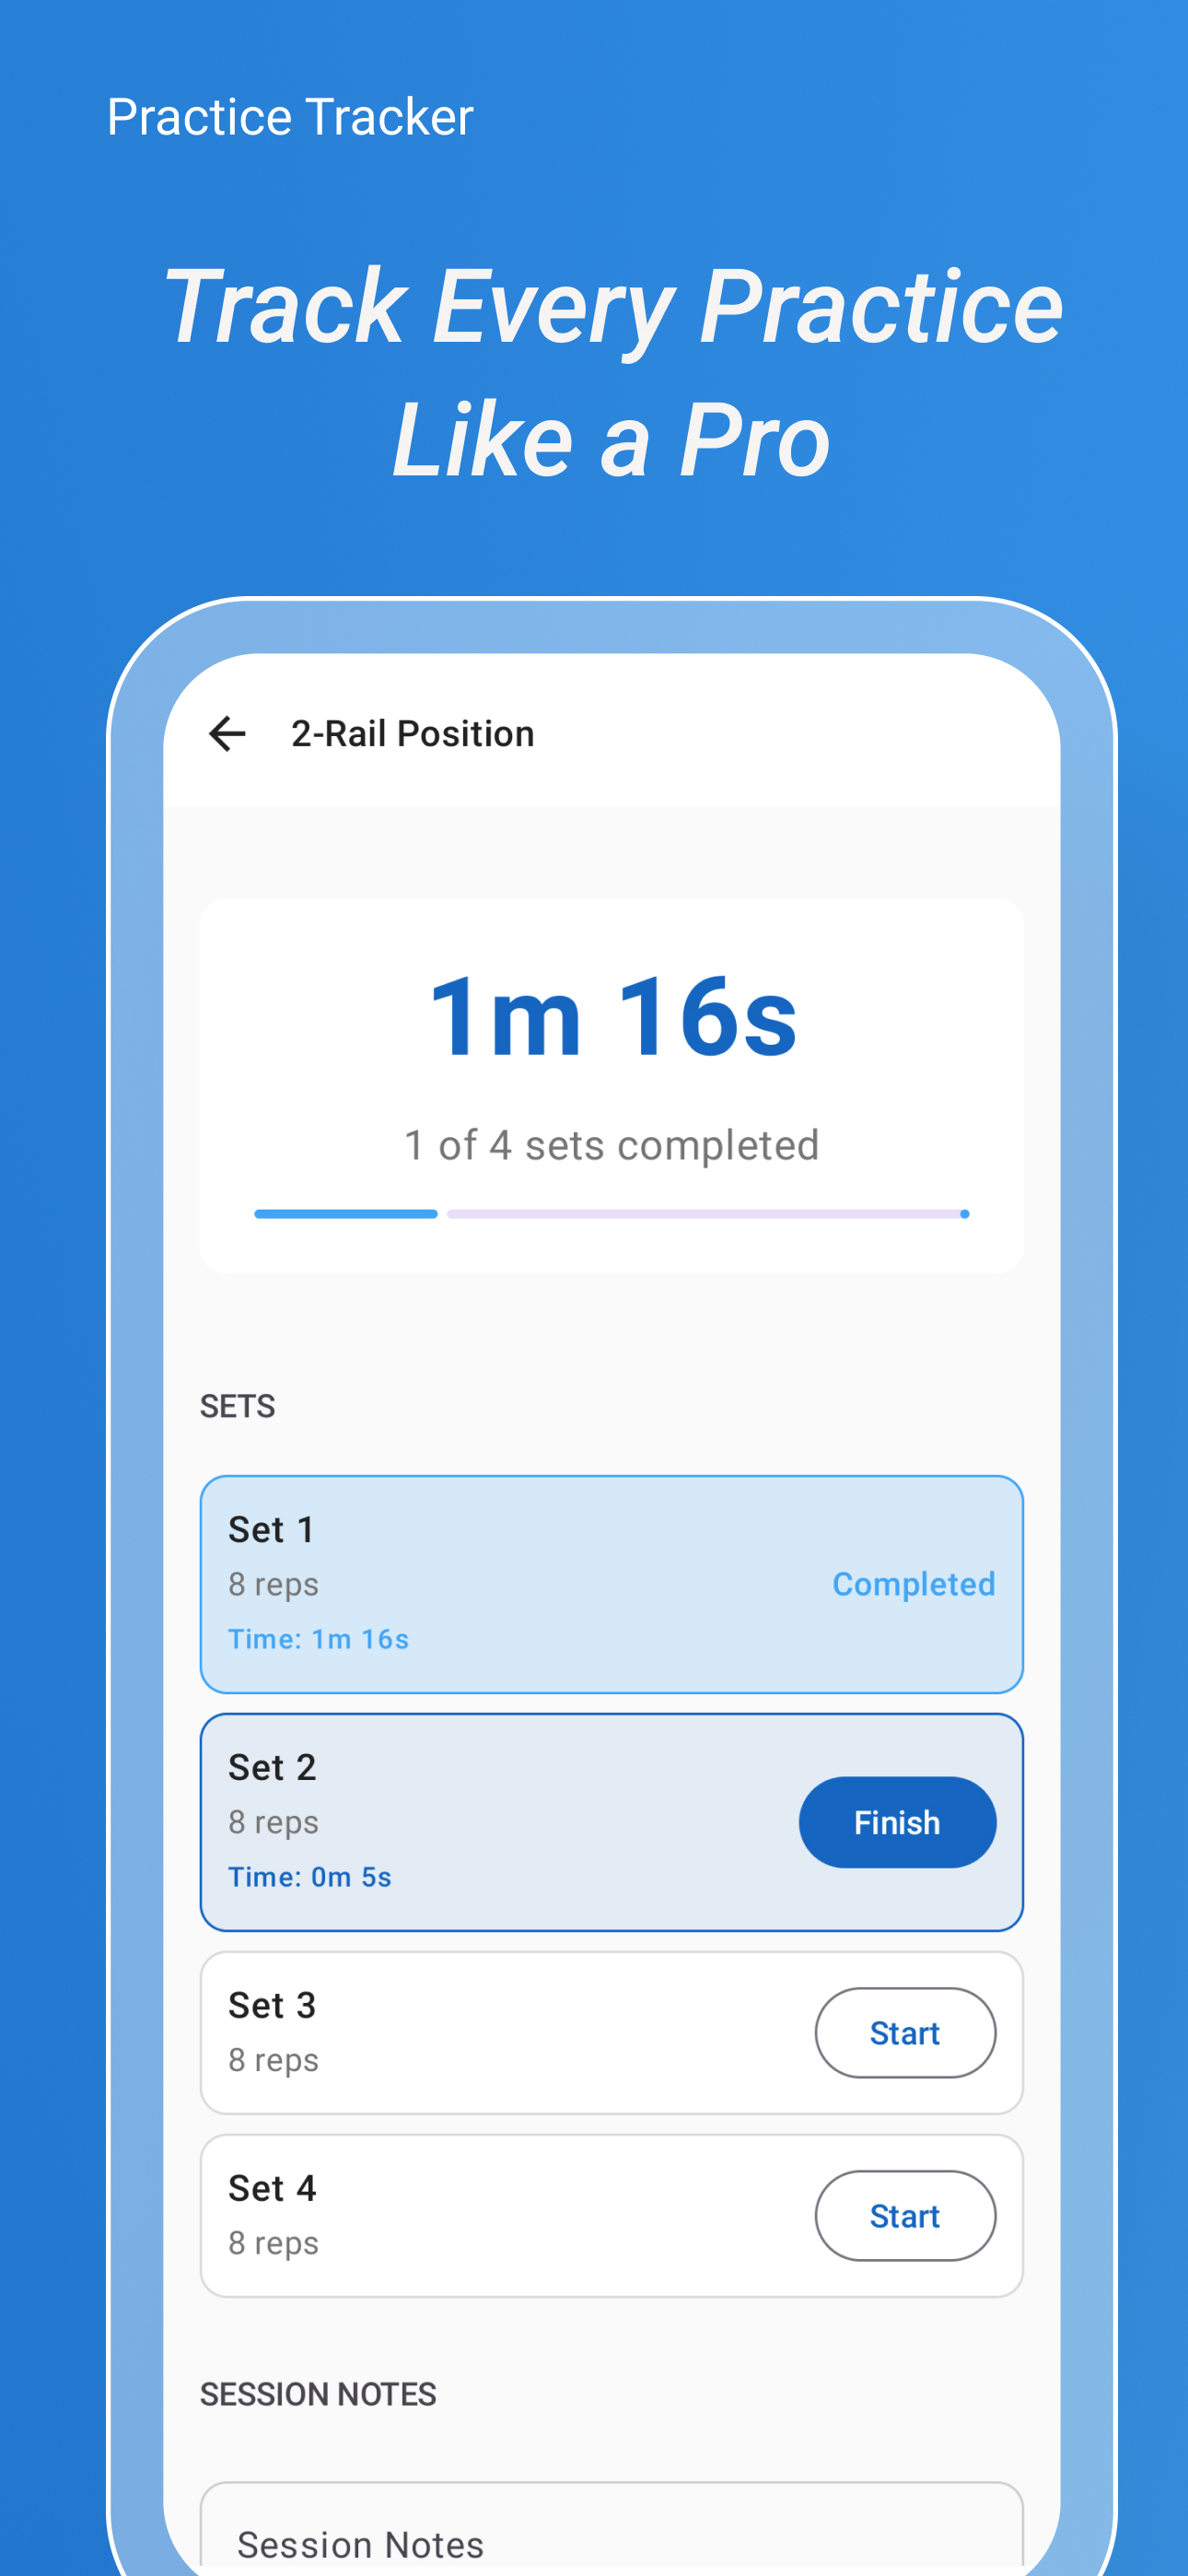 Practice Tracker
Track Every Practice
Like a Pro
2-Rail Position
1m 16s
1 of 4 sets completed
SETS
Set 1
8 reps
Completed
Time: 1m 16s
Set 2
8 reps
Finish
Time: 0m 5s
Set 3
8 reps
Start
Set 4
8 reps
Start
SESSION NOTES
Session Notes